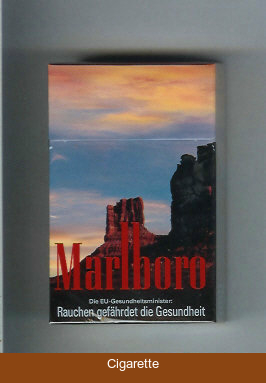 Marlboro
Die EU-Gesundheitsminister:
Rauchen gefährdet die Gesundheit
Cigarette